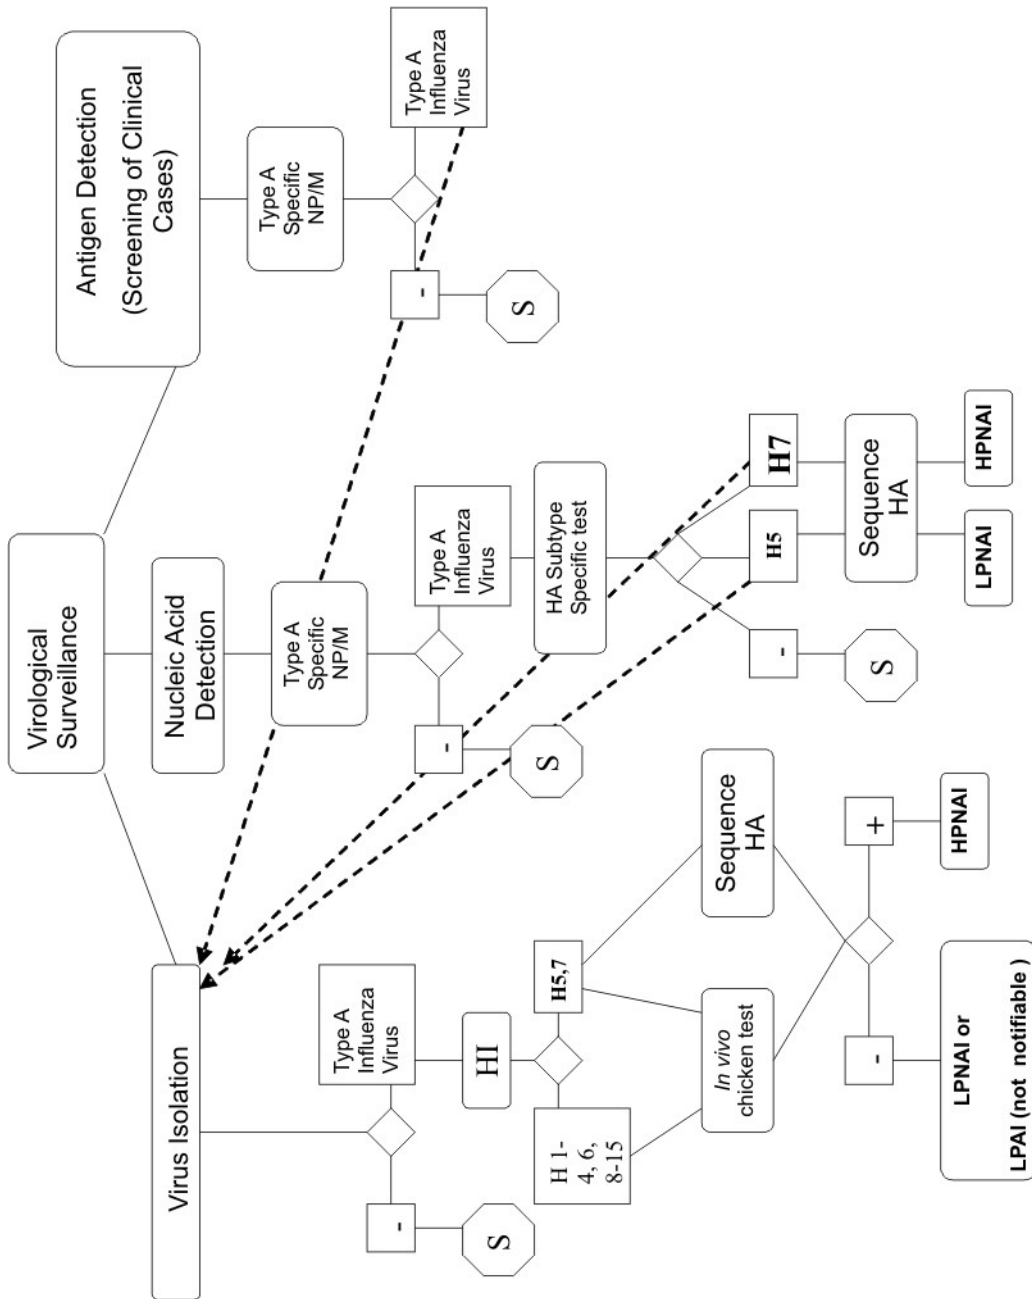 Virological
Surveillance
Virus Isolation
Nucleic Acid
Detection
Antigen Detection
(Screening of Clinical
Cases)
Type A
Specific
NP/M
Type A
Specific
NP/M
Type A
Influenza
Virus
-
S
Type A
Influenza
Virus
-
S
Type A
Influenza
Virus
-
S
HI
HA Subtype
Specific test
H 1-
4, 6,
8-15
H5,7
-
S
H5
H7
In vivo
chicken test
Sequence
HA
Sequence
HA
-
+
LPNAI or
LPAI (not notifiable )
HPNAI
LPNAI
HPNAI